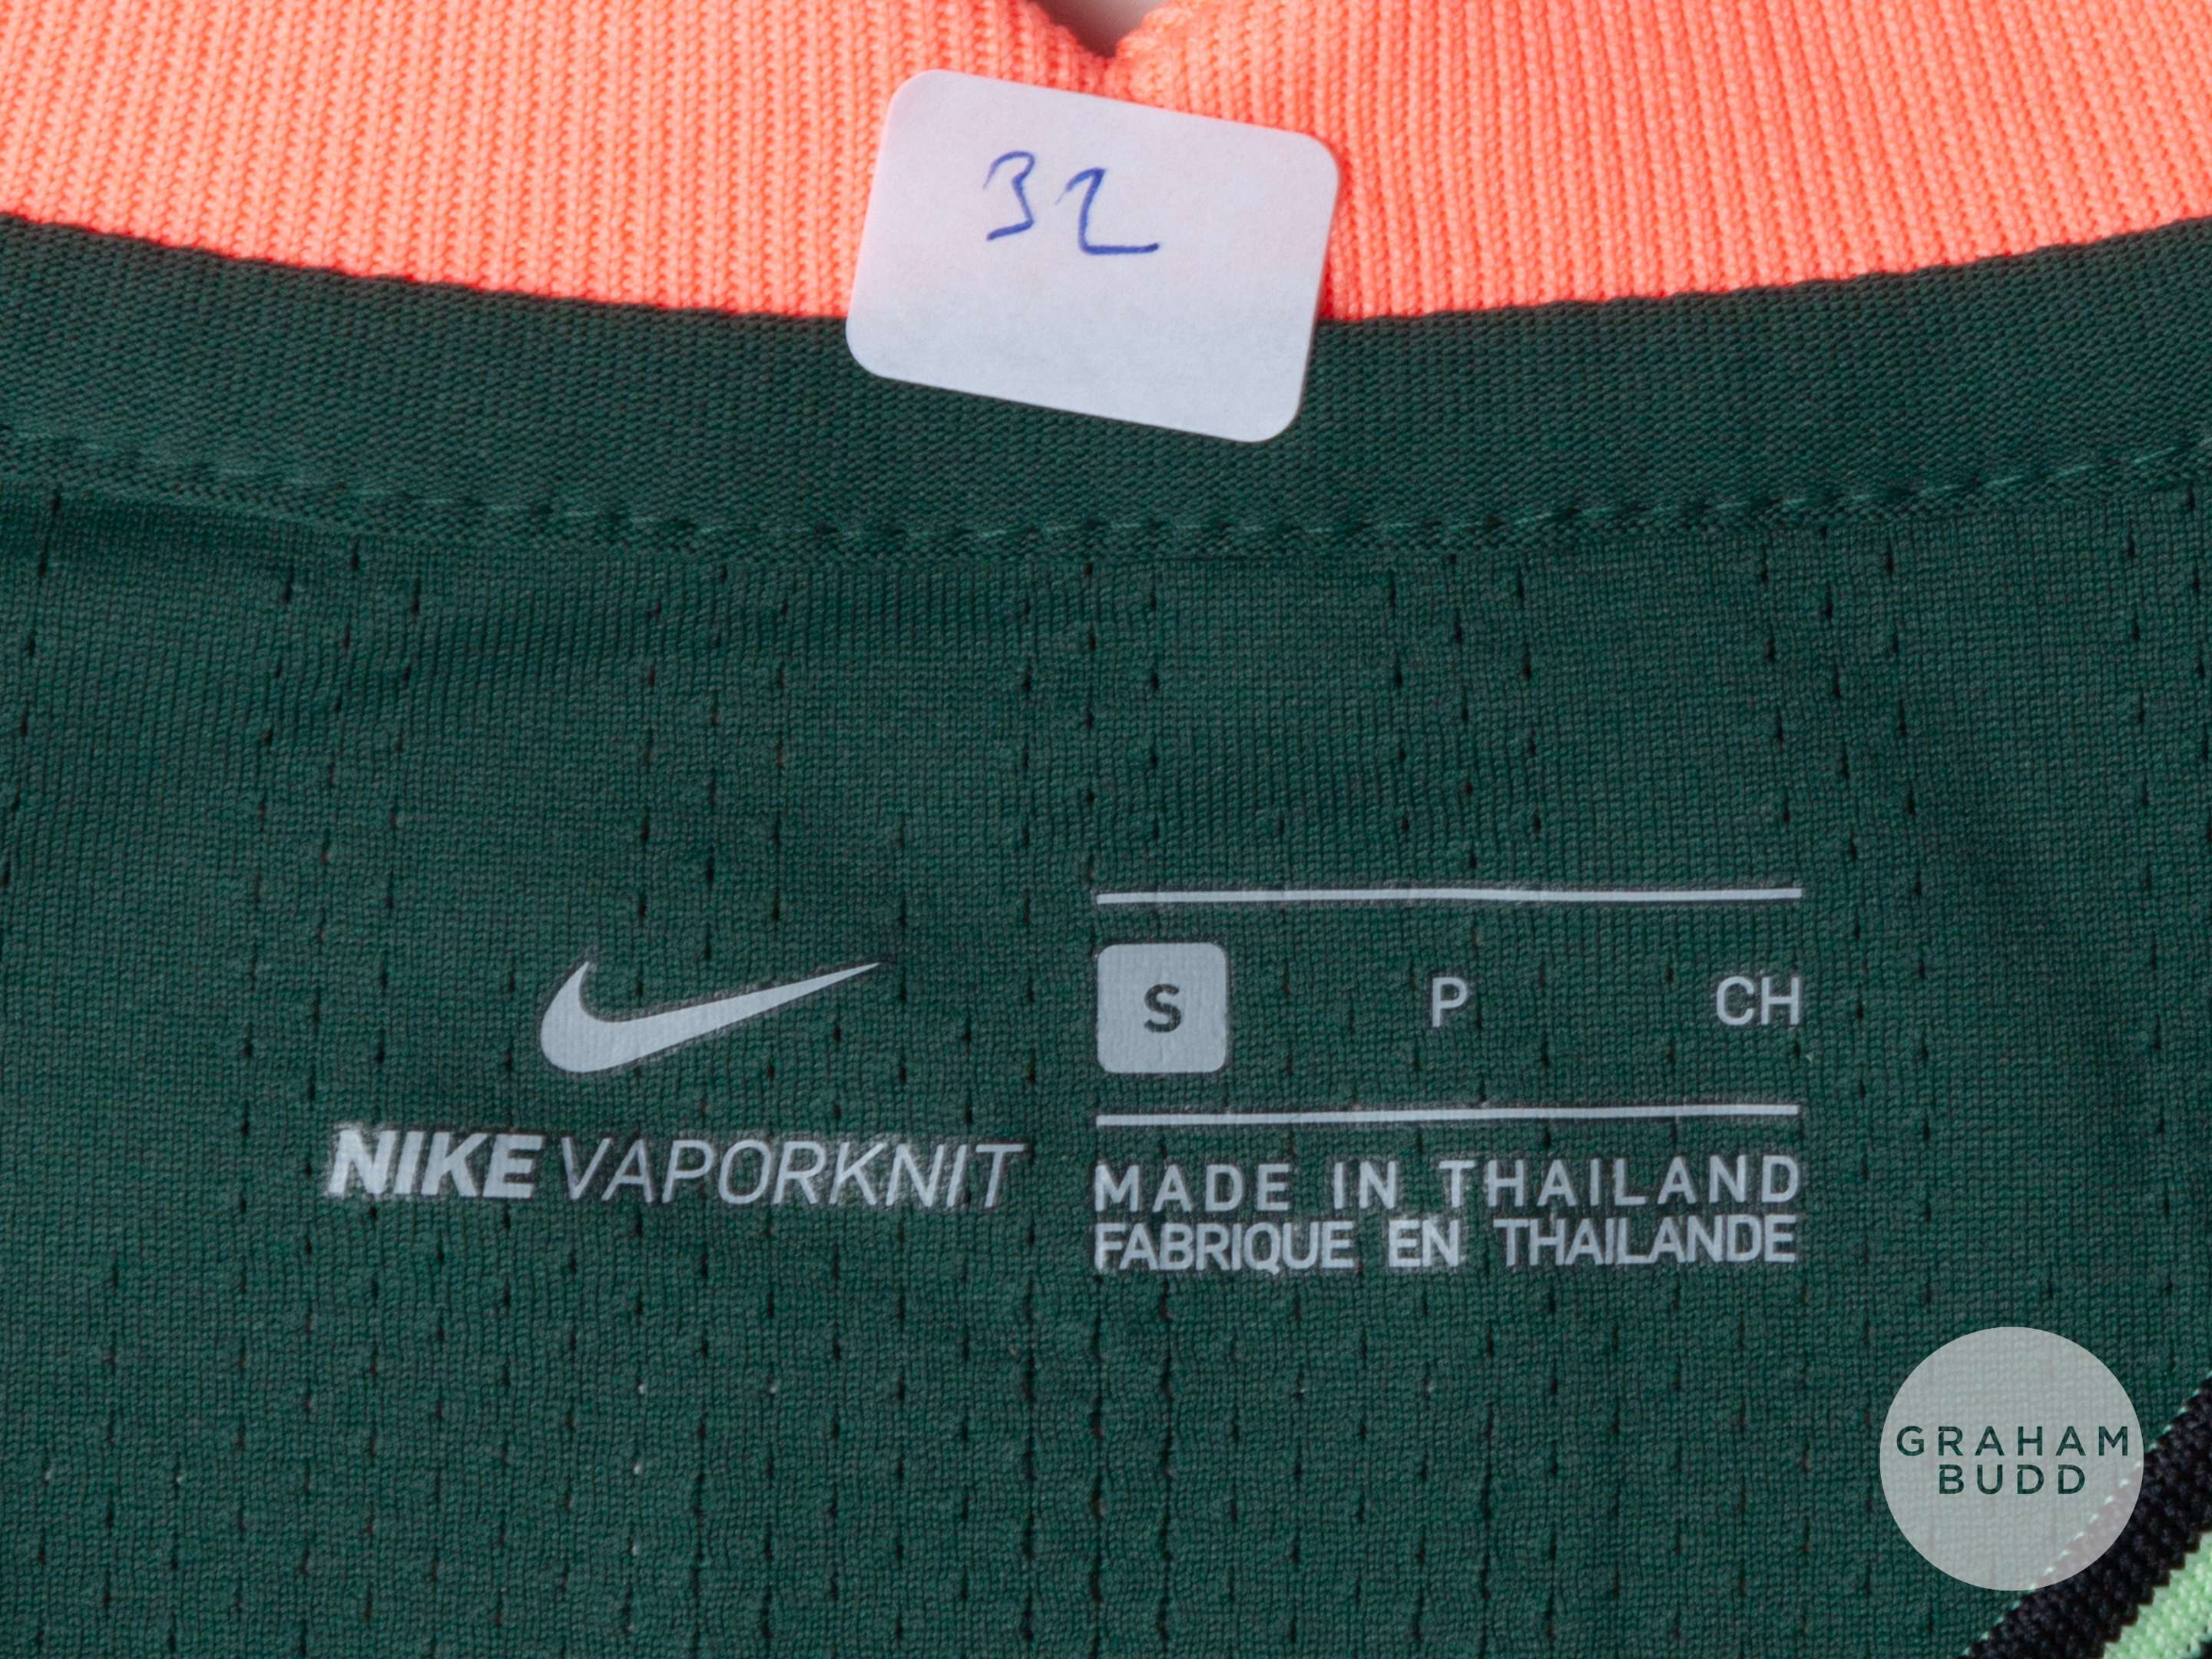 32
S P CH
NIKE VAPORKNIT
MADE IN THAILAND
FABRIQUE EN THAILANDE
GRAHAM
BUDD